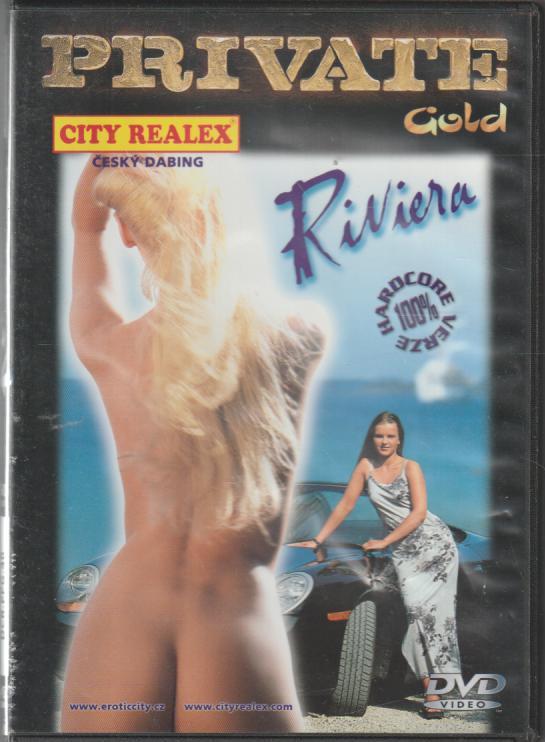 PRIVATE
Gold
CITY REALEX®
ČESKÝ DABING
Riviera
HARDCORE
100%
VERZE
www.eroticcity.cz www.cityrealex.com
DVD
VIDEO